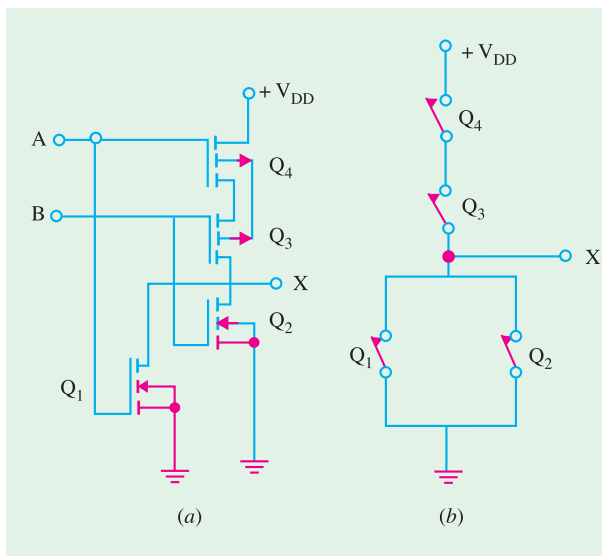 + V_DD
A
Q_4
B
Q_3
X
Q_2
Q_1
(a)
+ V_DD
Q_4
Q_3
X
Q_1
Q_2
(b)